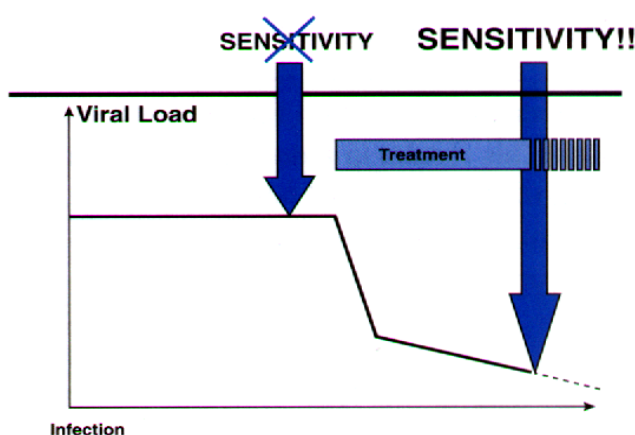 SENSITIVITY
SENSITIVITY!!
Viral Load
Treatment
Infection